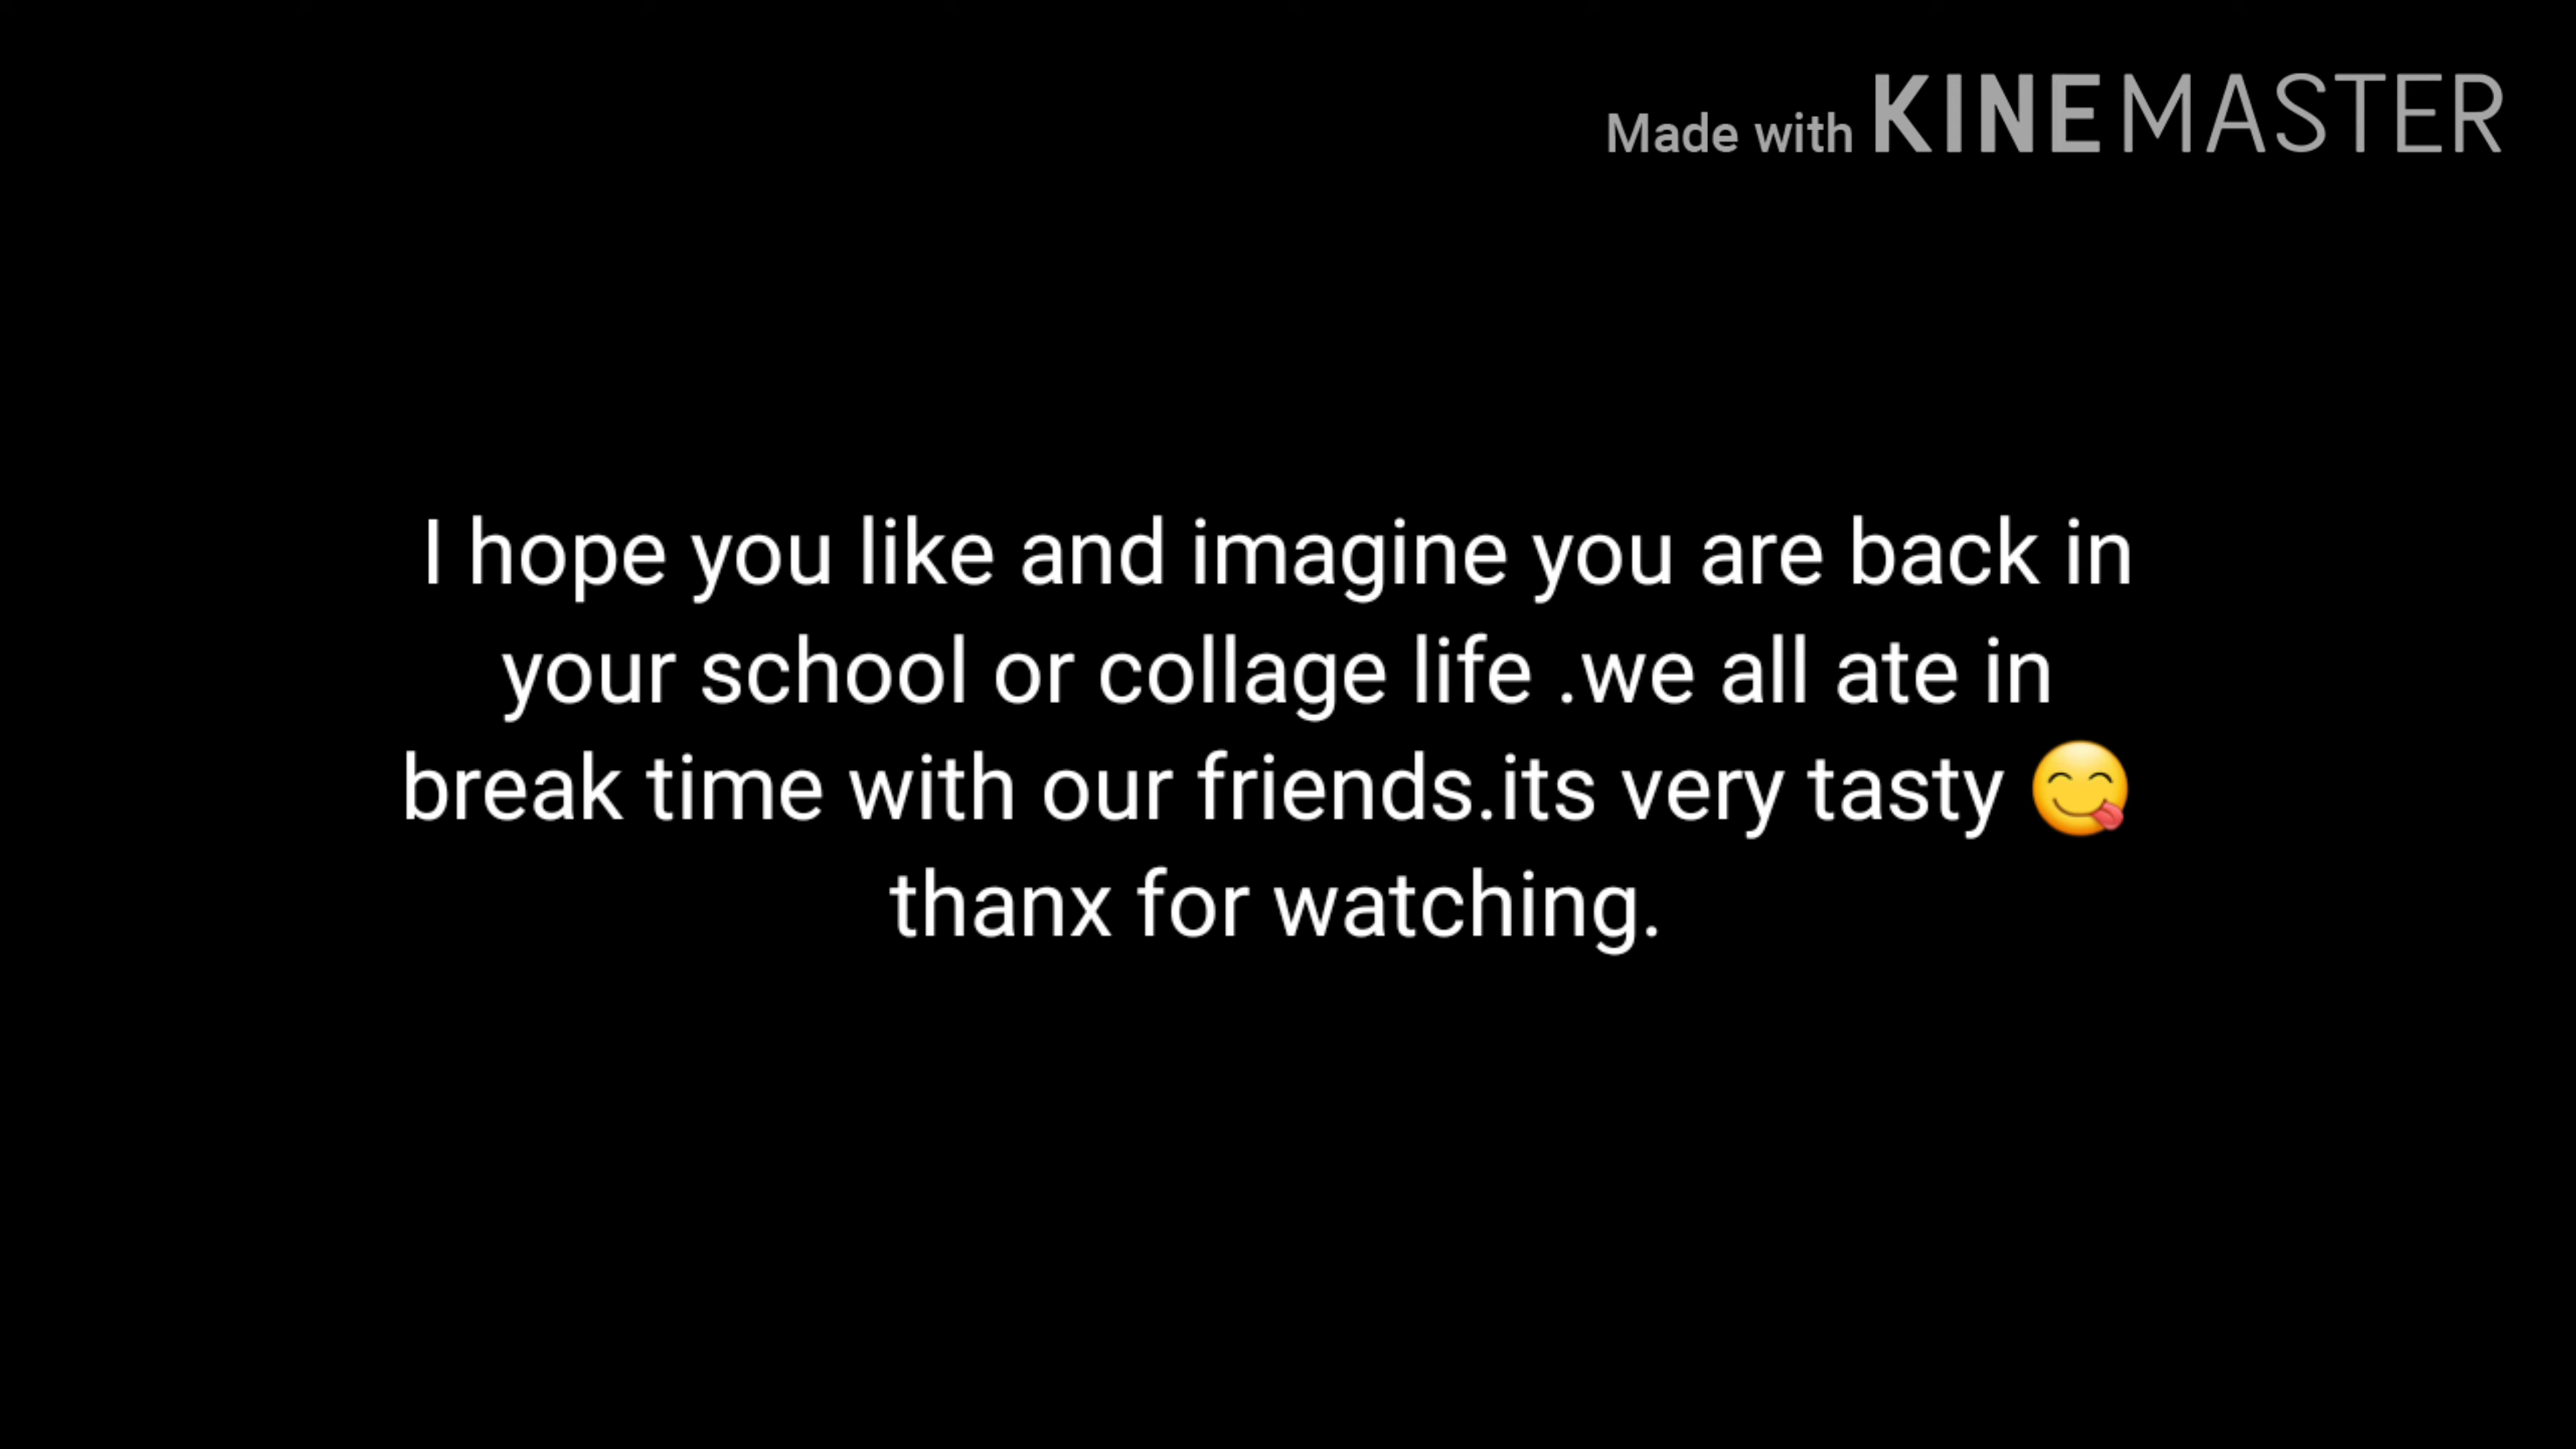 Made with KINEMASTER
I hope you like and imagine you are back in
your school or collage life .we all ate in
break time with our friends.its very tasty 😋
thanx for watching.